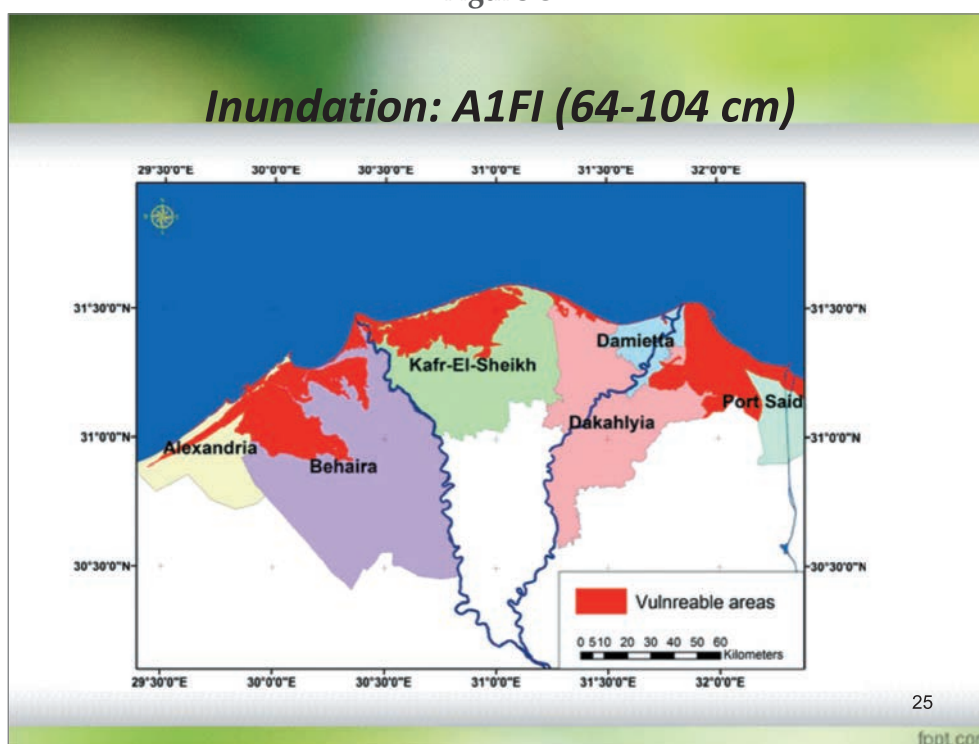 Inundation: A1FI (64-104 cm)
29°30'0"E 30°0'0"E 30°30'0"E 31°0'0"E 31°30'0"E 32°0'0"E
31°30'0"N 31°30'0"N
Damietta
Kafr-El-Sheikh
Port Said
Dakahlyia
31°0'0"N 31°0'0"N
Alexandria
Behaira
30°30'0"N 30°30'0"N
Vulnreable areas
0 510 20 30 40 50 60
Kilometers
29°30'0"E 30°0'0"E 30°30'0"E 31°0'0"E 31°30'0"E 32°0'0"E
25